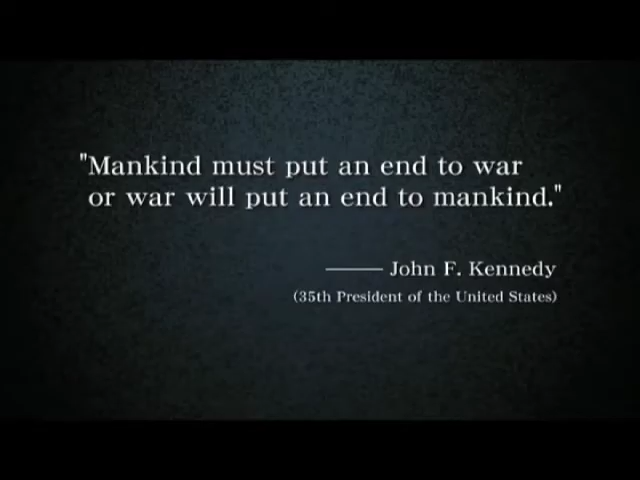 "Mankind must put an end to war
or war will put an end to mankind."
——— John F. Kennedy
(35th President of the United States)